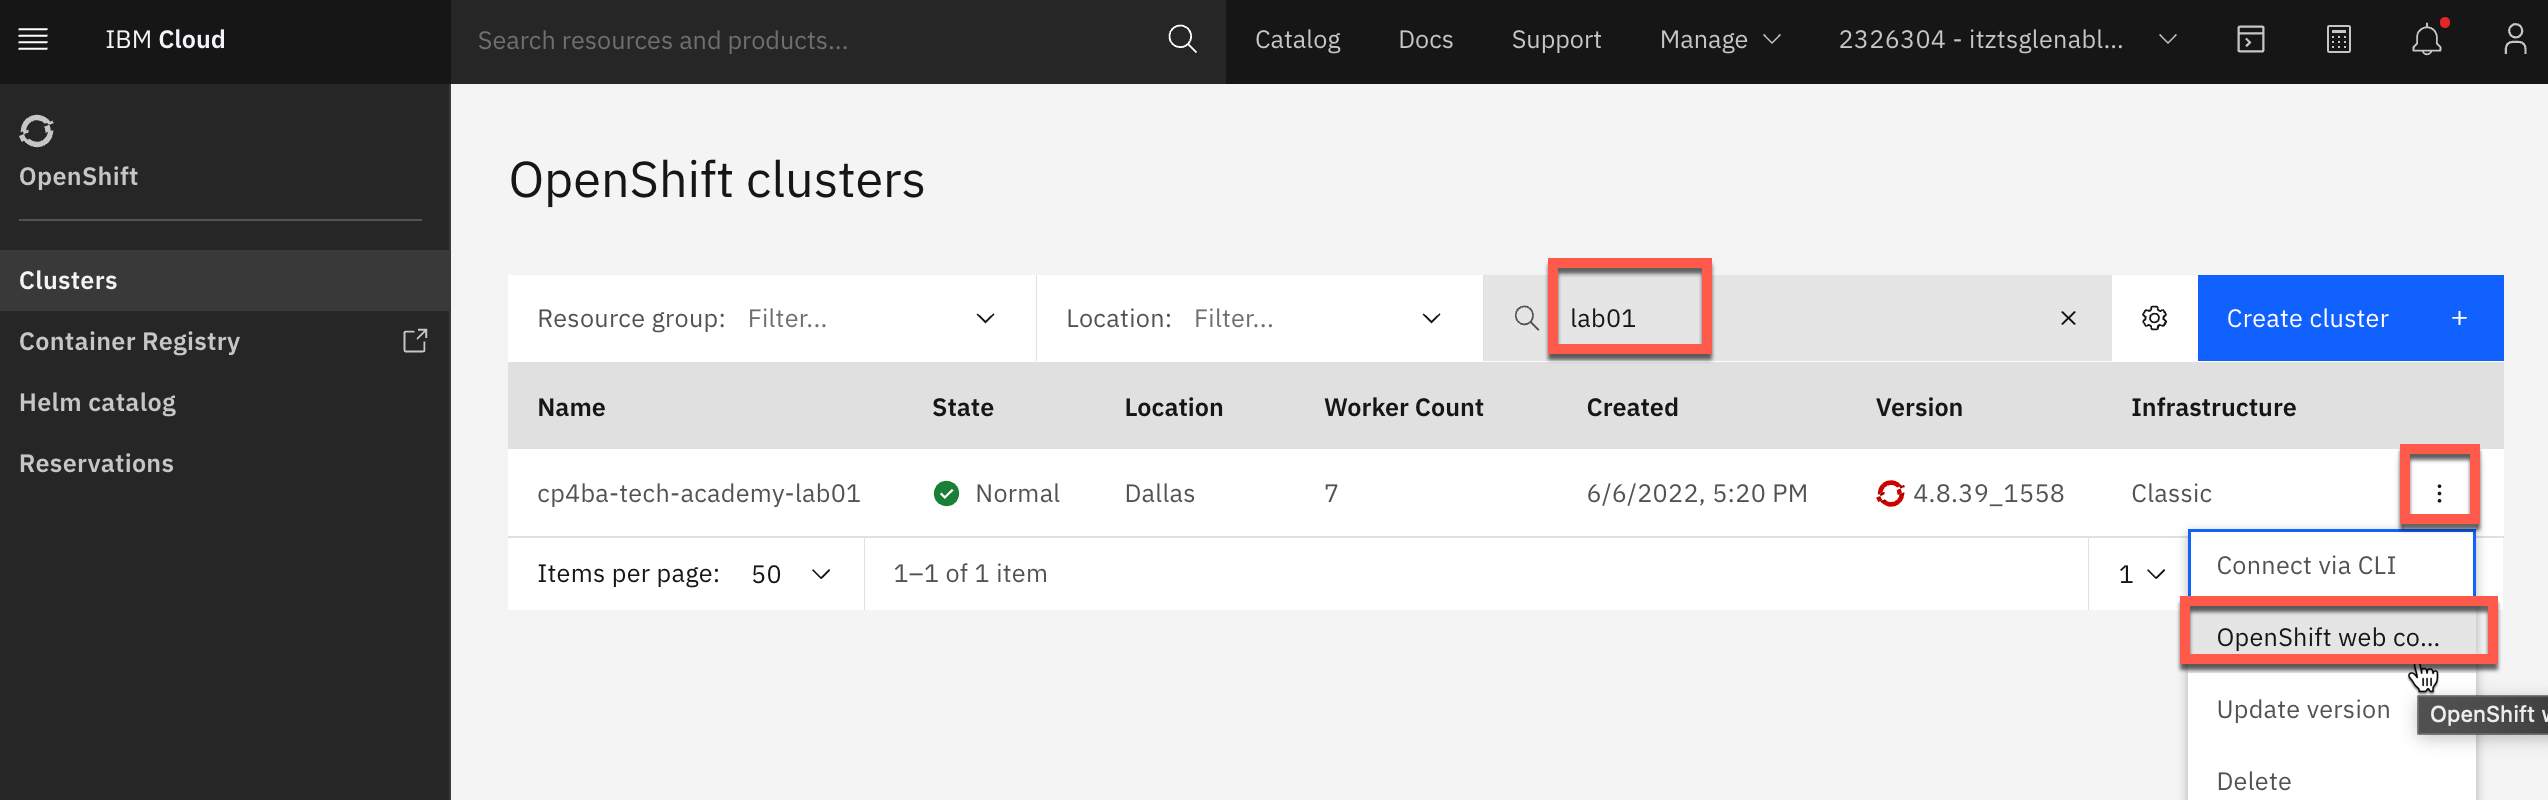 IBM Cloud
Search resources and products...
Catalog
Docs
Support
Manage
2326304 - itztsglenabl...
OpenShift
Clusters
Container Registry
Helm catalog
Reservations
OpenShift clusters
Resource group: Filter...
Location: Filter...
lab01
Create cluster +
Name State Location Worker Count Created Version Infrastructure
cp4ba-tech-academy-lab01 Normal Dallas 7 6/6/2022, 5:20 PM 4.8.39_1558 Classic
Items per page: 50
1–1 of 1 item
1
Connect via CLI
OpenShift web co...
Update version
OpenShift w
Delete